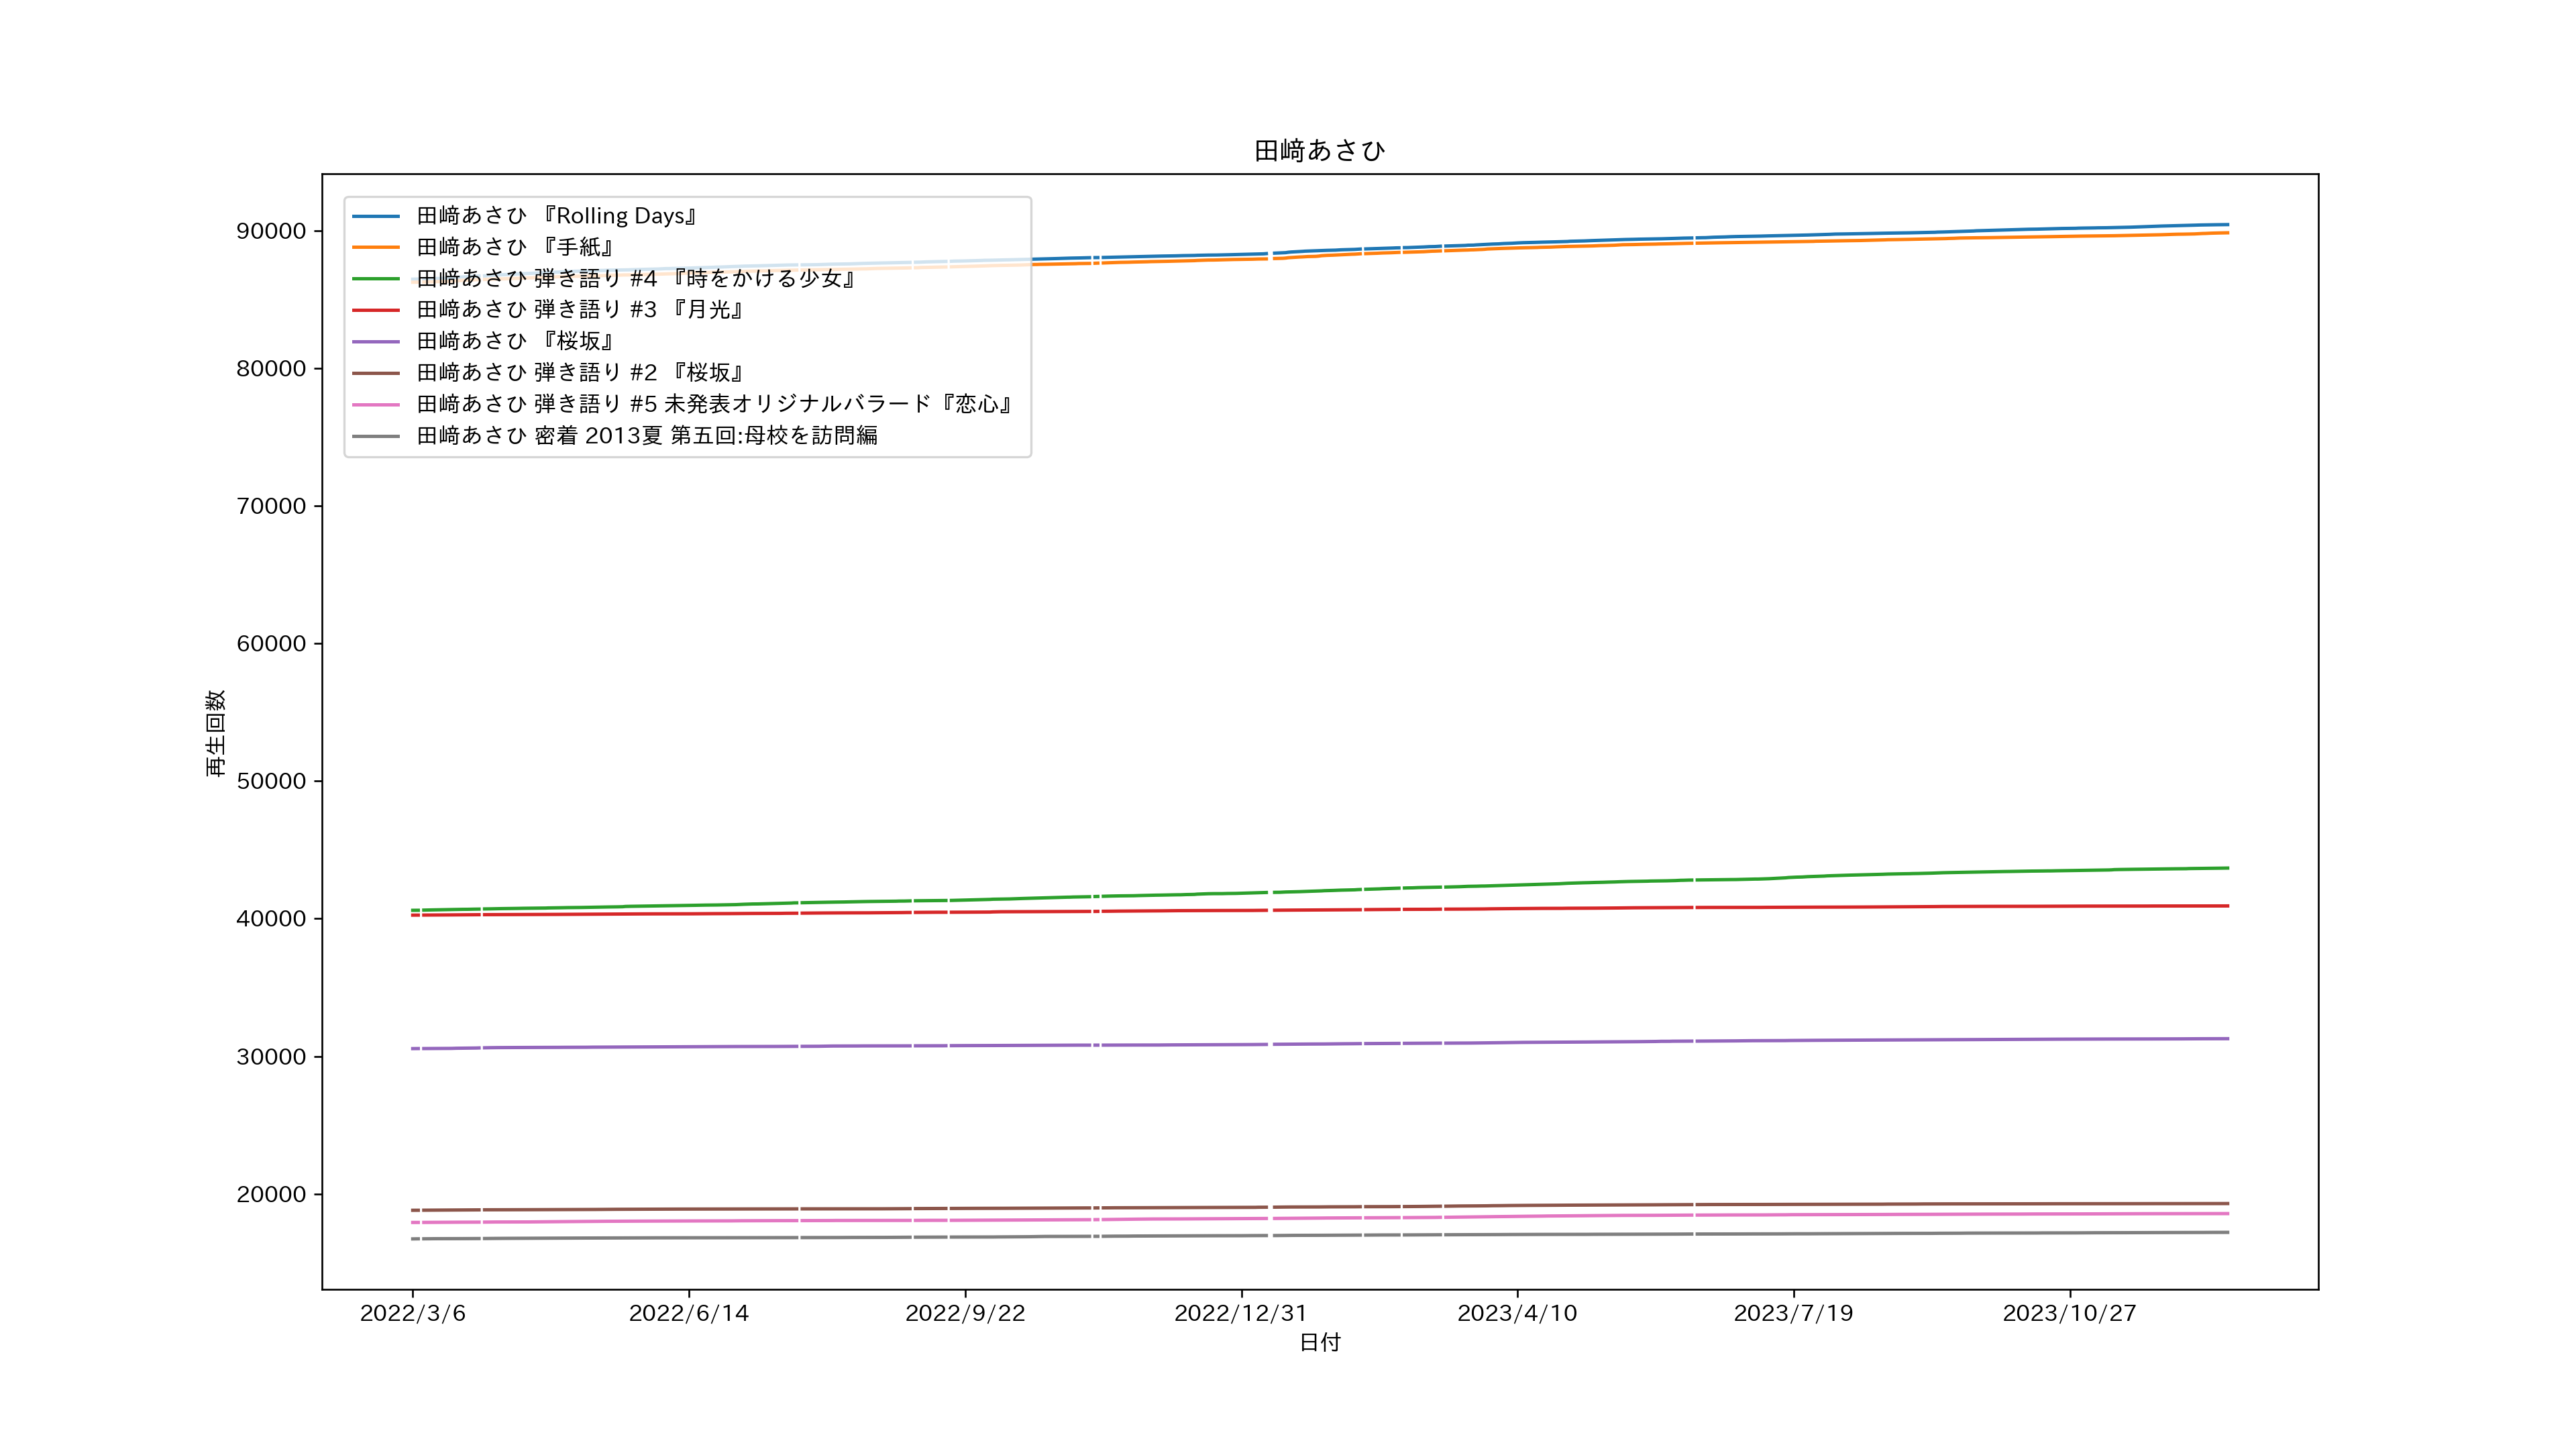 田﨑あさひ
田﨑あさひ 『Rolling Days』
田﨑あさひ 『手紙』
田﨑あさひ 弾き語り #4 『時をかける少女』
田﨑あさひ 弾き語り #3 『月光』
田﨑あさひ 『桜坂』
田﨑あさひ 弾き語り #2 『桜坂』
田﨑あさひ 弾き語り #5 未発表オリジナルバラード『恋心』
田﨑あさひ 密着 2013夏 第五回:母校を訪問編
90000
80000
70000
60000
50000
40000
30000
20000
再生回数
2022/3/6 2022/6/14 2022/9/22 2022/12/31 2023/4/10 2023/7/19 2023/10/27
日付